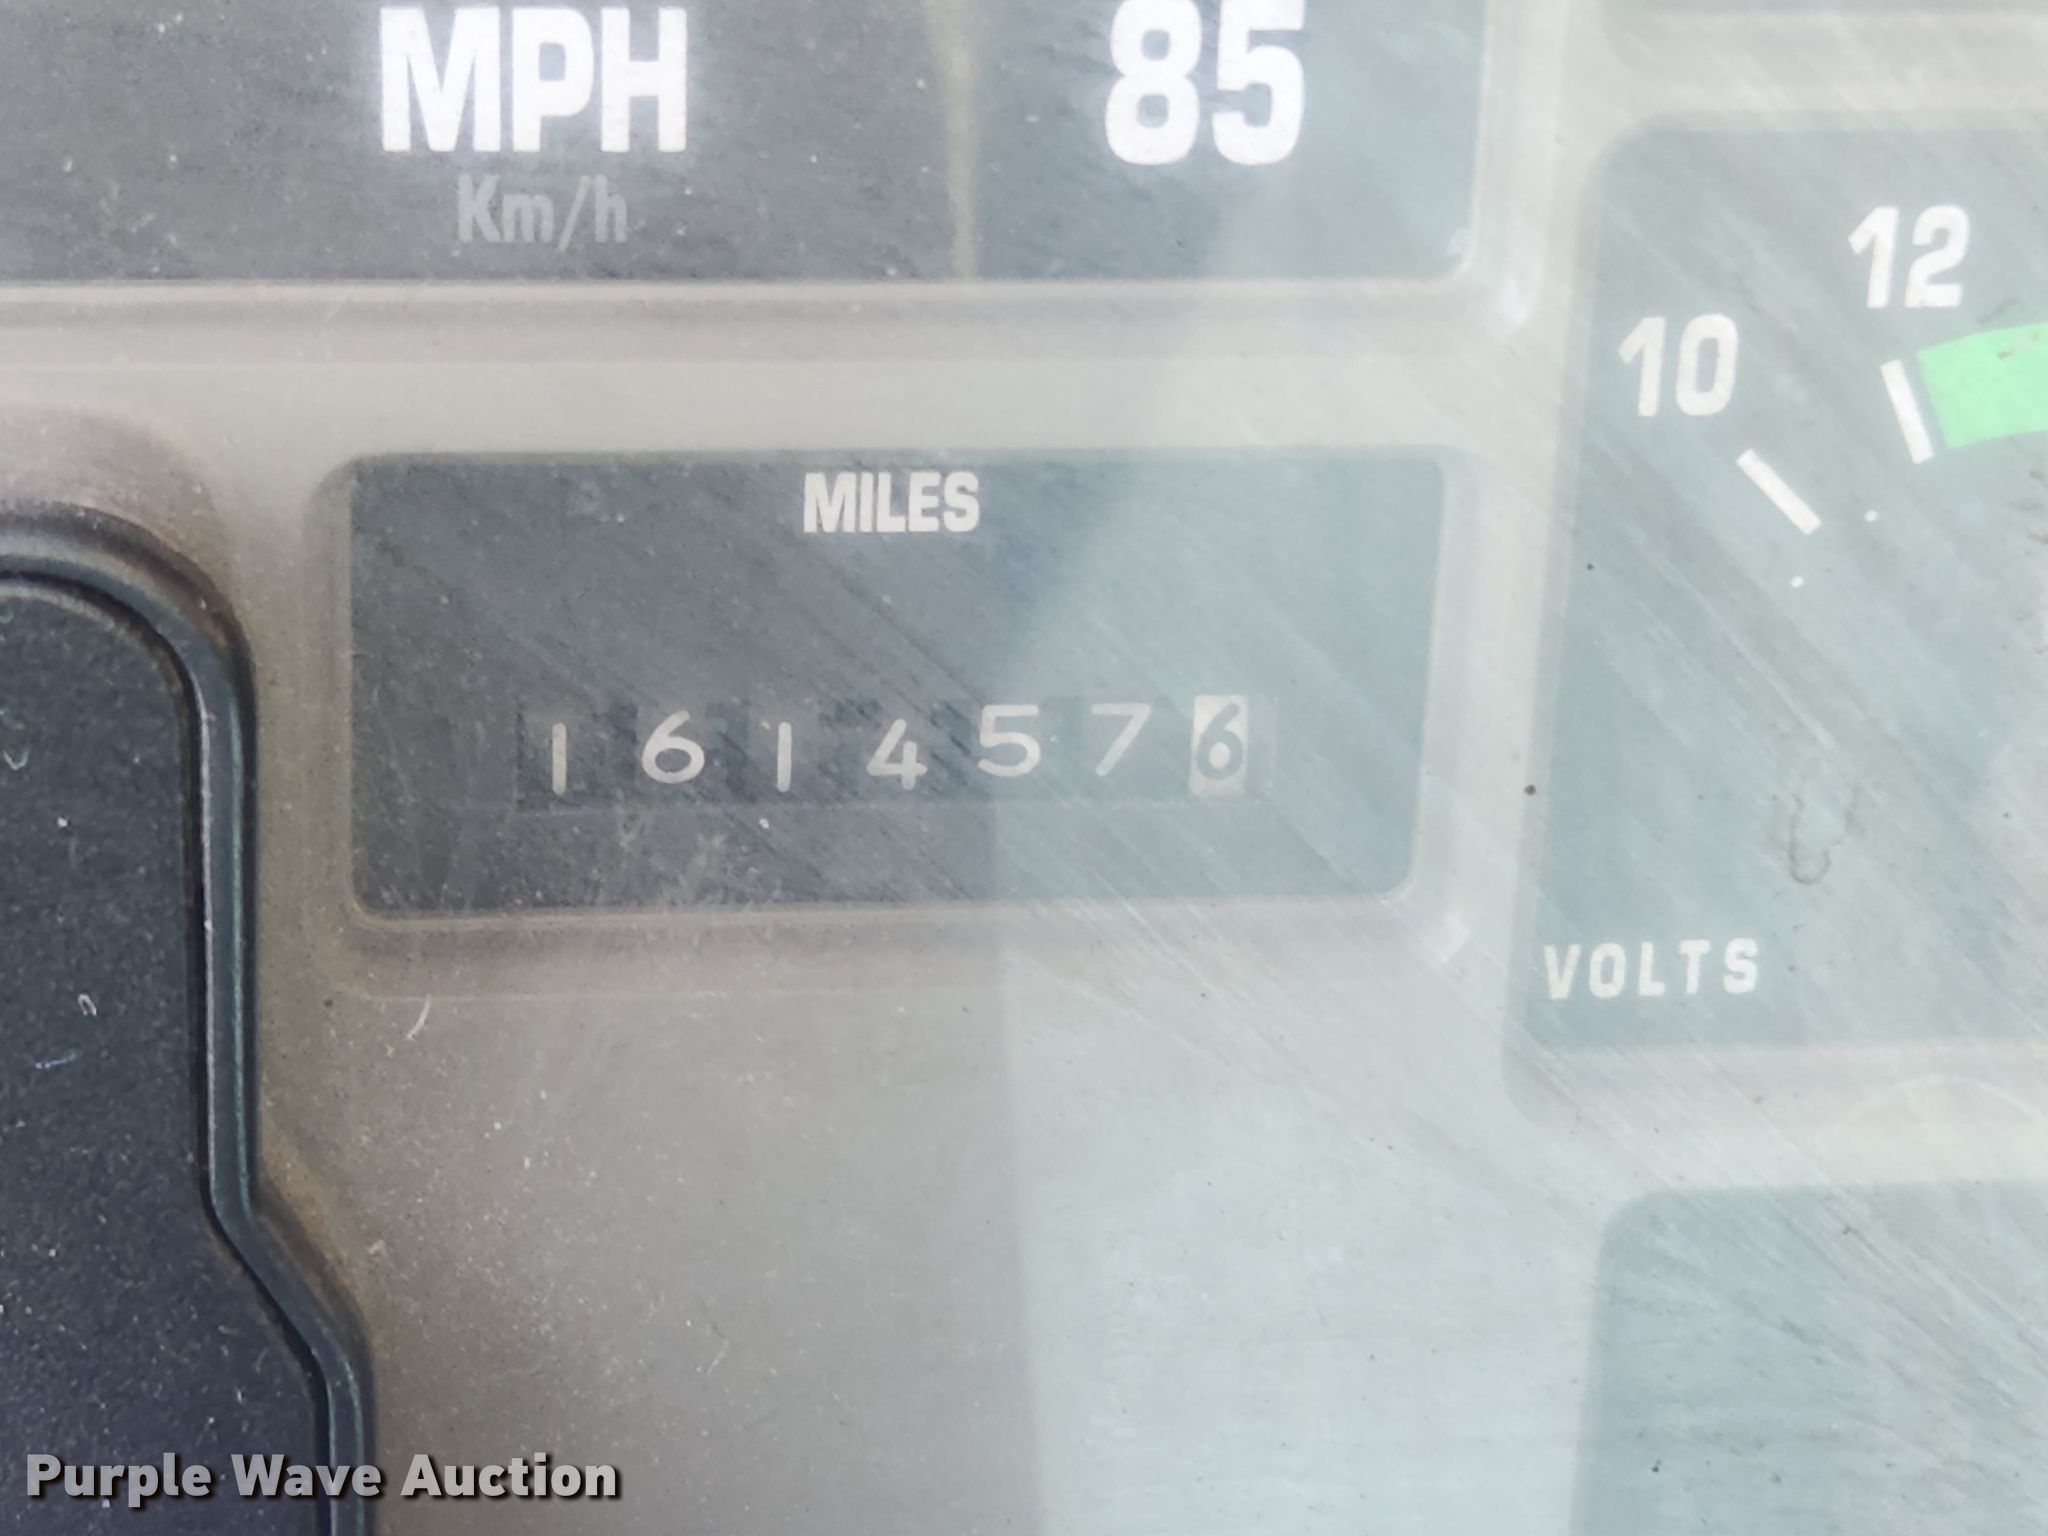 MPH 85
Km/h
12
10
MILES
1614576
VOLTS
Purple Wave Auction